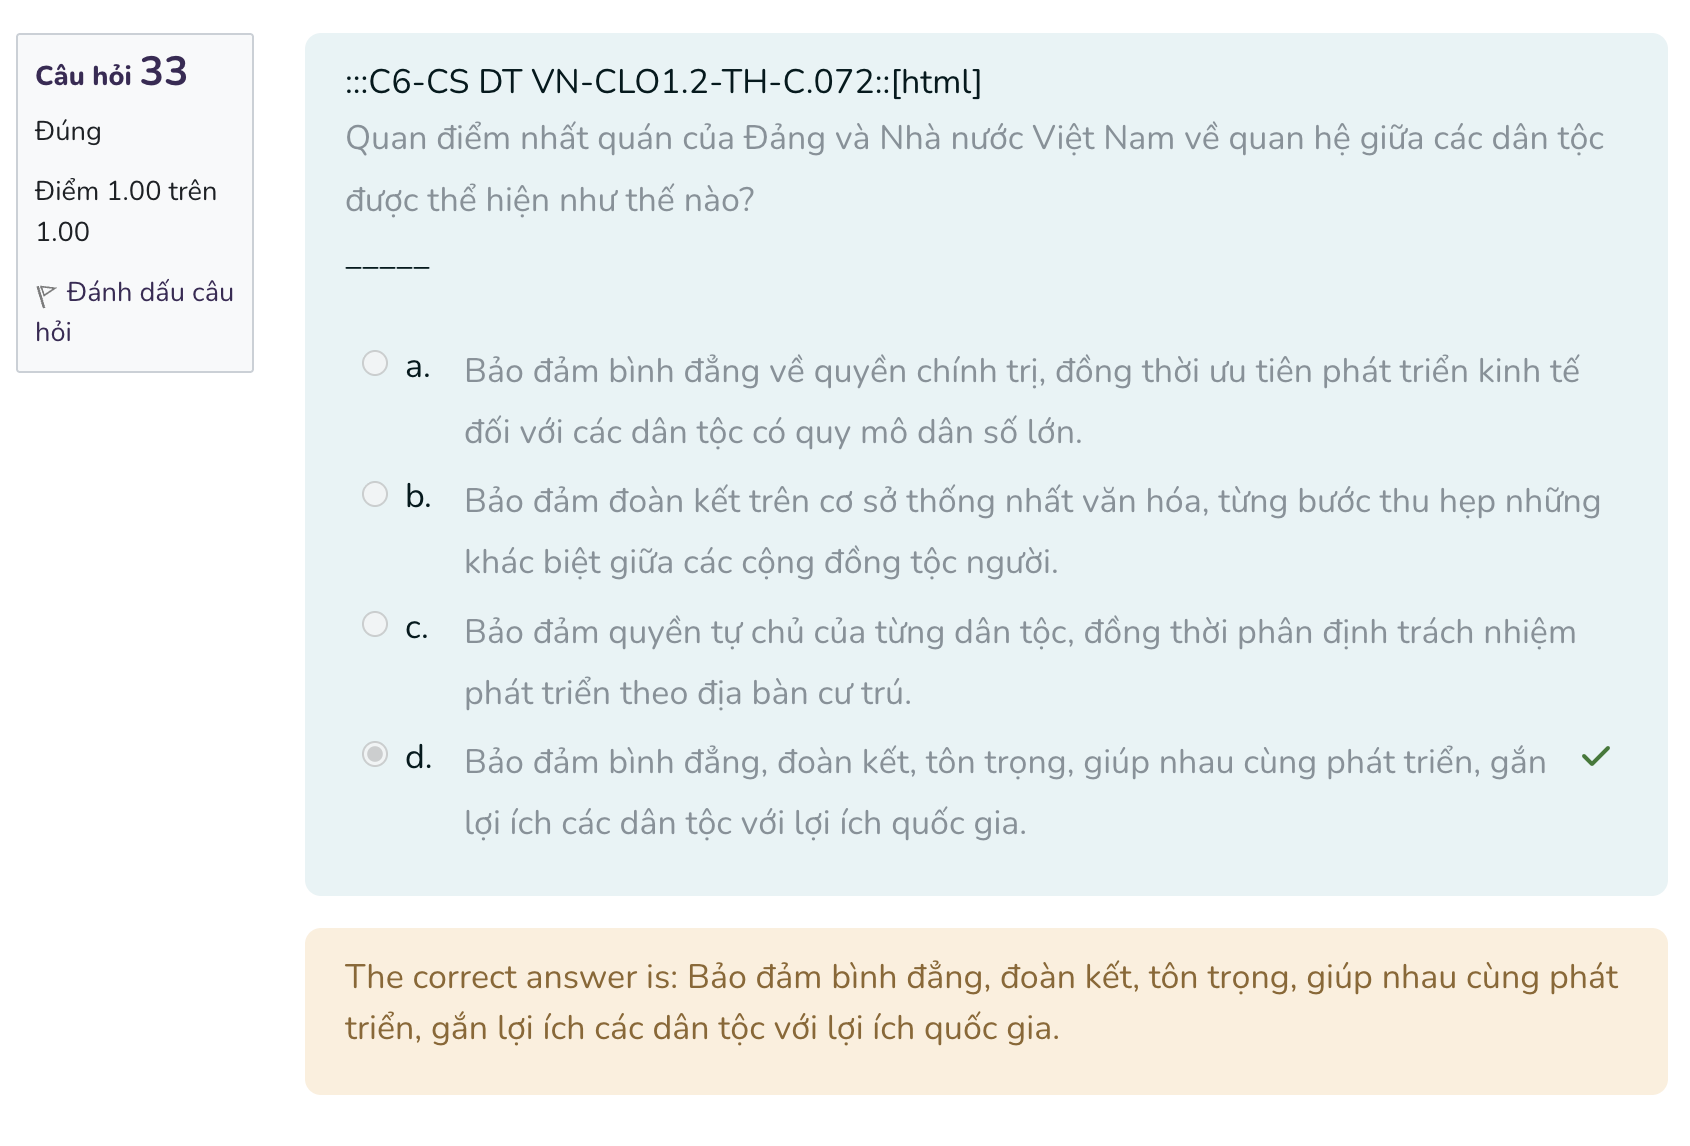 Câu hỏi 33
Đúng
Điểm 1.00 trên
1.00
Đánh dấu câu
hỏi
:::C6-CS DT VN-CLO1.2-TH-C.072::[html]
Quan điểm nhất quán của Đảng và Nhà nước Việt Nam về quan hệ giữa các dân tộc
được thể hiện như thế nào?
_____
a. Bảo đảm bình đẳng về quyền chính trị, đồng thời ưu tiên phát triển kinh tế
đối với các dân tộc có quy mô dân số lớn.
b. Bảo đảm đoàn kết trên cơ sở thống nhất văn hóa, từng bước thu hẹp những
khác biệt giữa các cộng đồng tộc người.
c. Bảo đảm quyền tự chủ của từng dân tộc, đồng thời phân định trách nhiệm
phát triển theo địa bàn cư trú.
d. Bảo đảm bình đẳng, đoàn kết, tôn trọng, giúp nhau cùng phát triển, gắn
lợi ích các dân tộc với lợi ích quốc gia.
The correct answer is: Bảo đảm bình đẳng, đoàn kết, tôn trọng, giúp nhau cùng phát
triển, gắn lợi ích các dân tộc với lợi ích quốc gia.